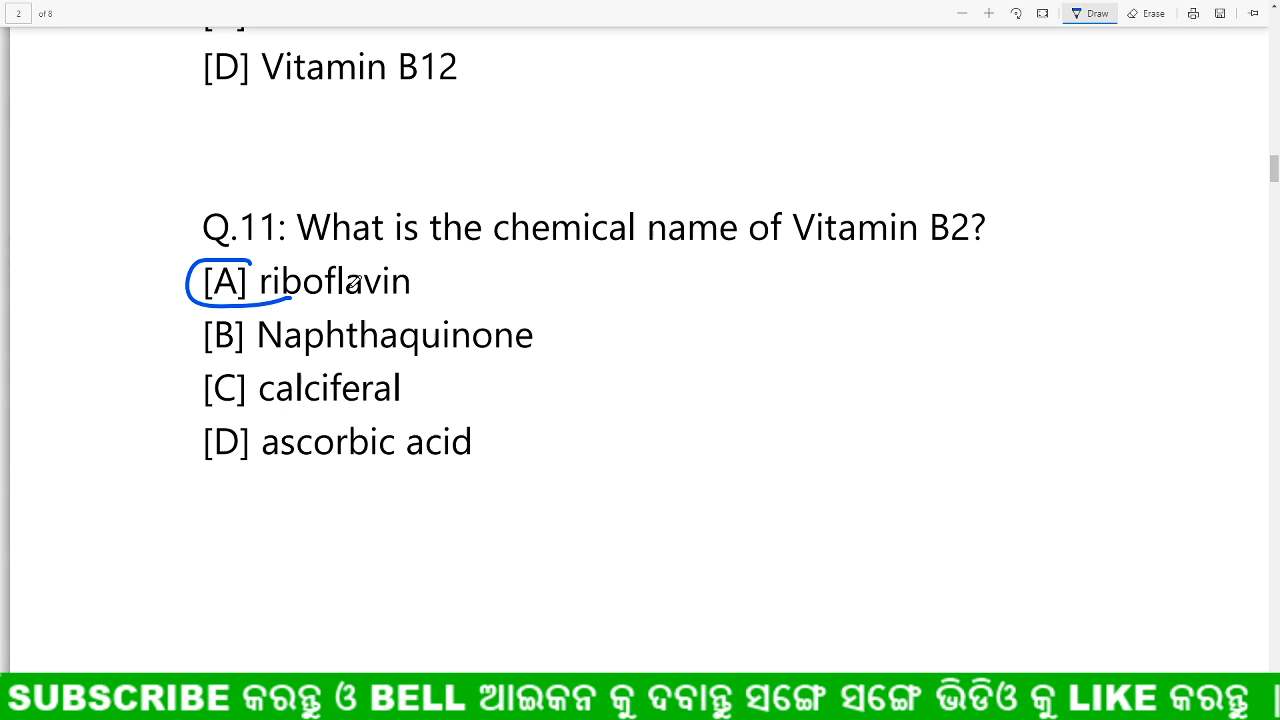 2 of 8 Draw Erase
[D] Vitamin B12
Q.11: What is the chemical name of Vitamin B2?
[A] riboflavin
[B] Naphthaquinone
[C] calciferal
[D] ascorbic acid
SUBSCRIBE କରନ୍ତୁ ଓ BELL ଆଇକନ କୁ ଦବାନ୍ତୁ ସଙ୍ଗେ ସଙ୍ଗେ ଭିଡିଓ କୁ LIKE କରନ୍ତୁ |